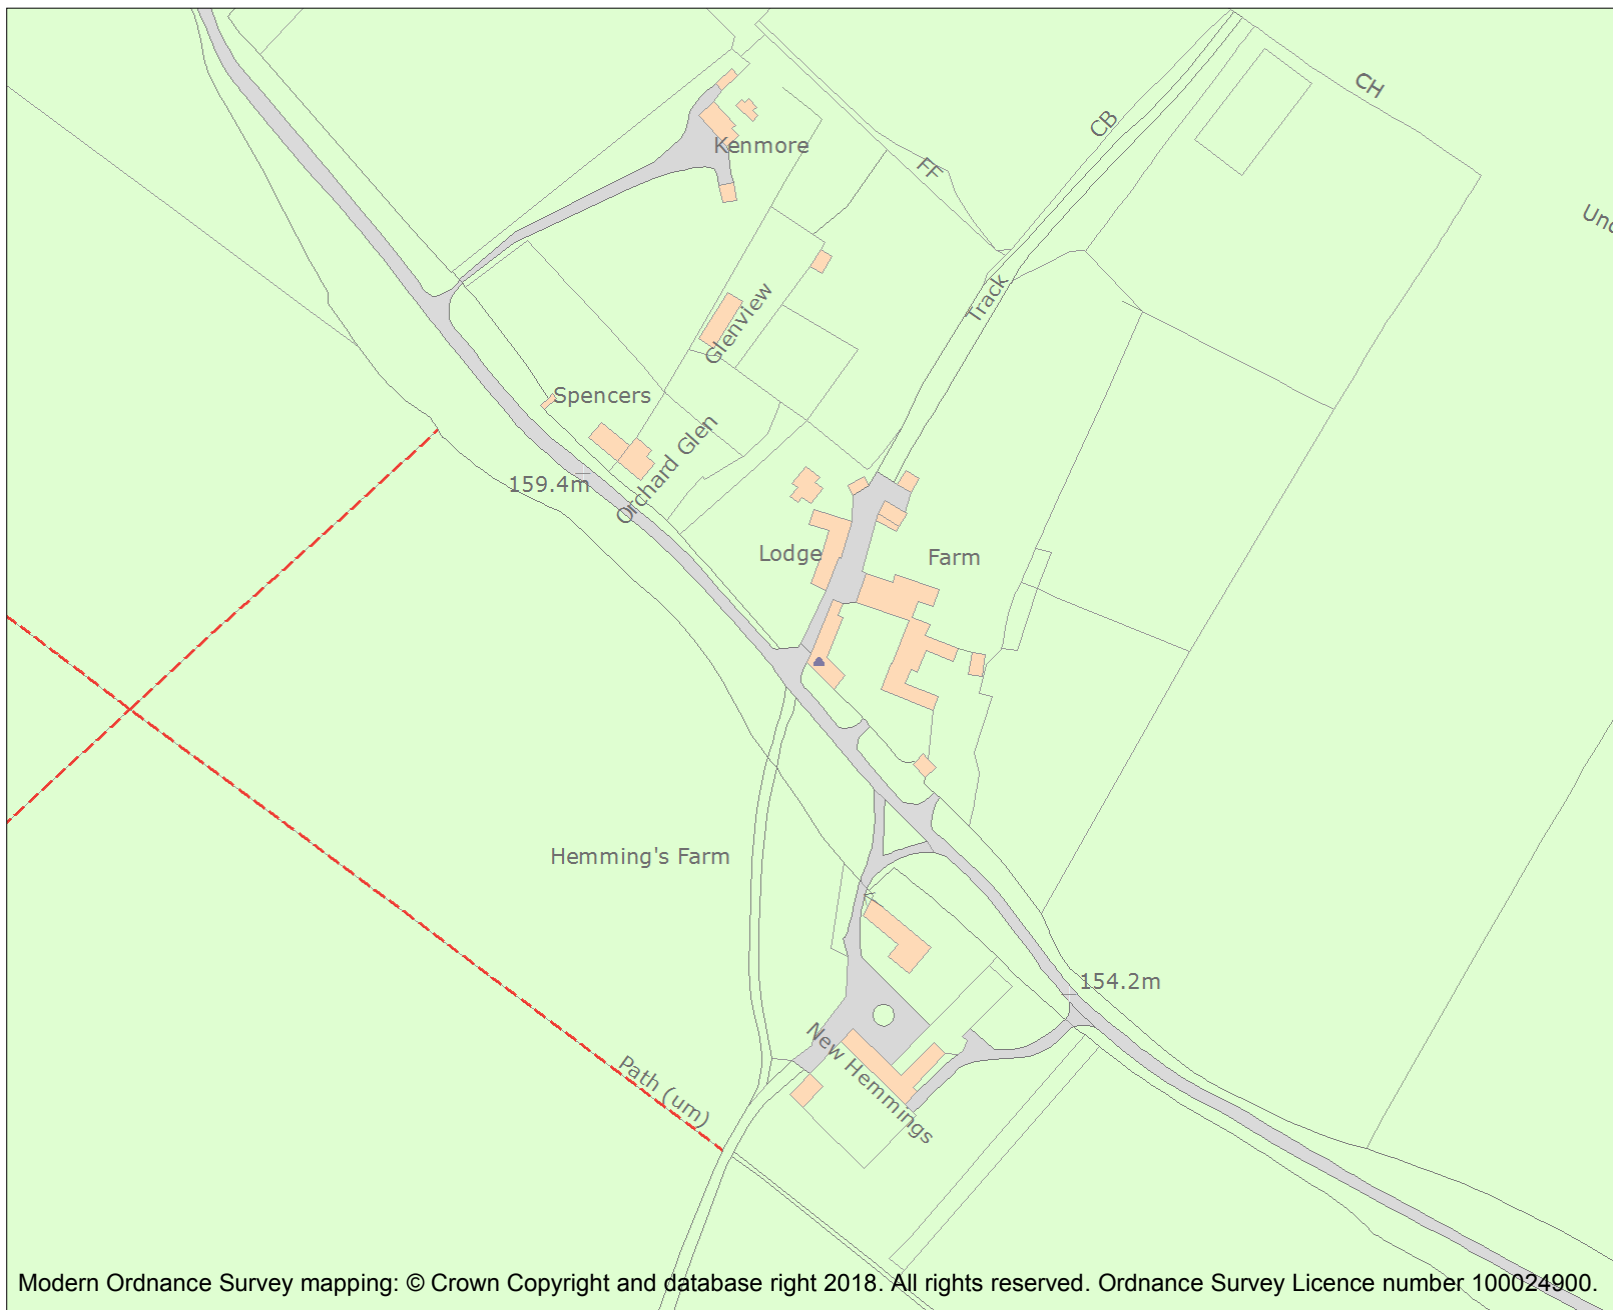 CH
CB
Kenmore
FF
Track
Glenview
Spencers
Orchard Glen
159.4m
Lodge
Farm
Hemming's Farm
154.2m
New Hemmings
Path (um)
Modern Ordnance Survey mapping: © Crown Copyright and database right 2018. All rights reserved. Ordnance Survey Licence number 100024900.